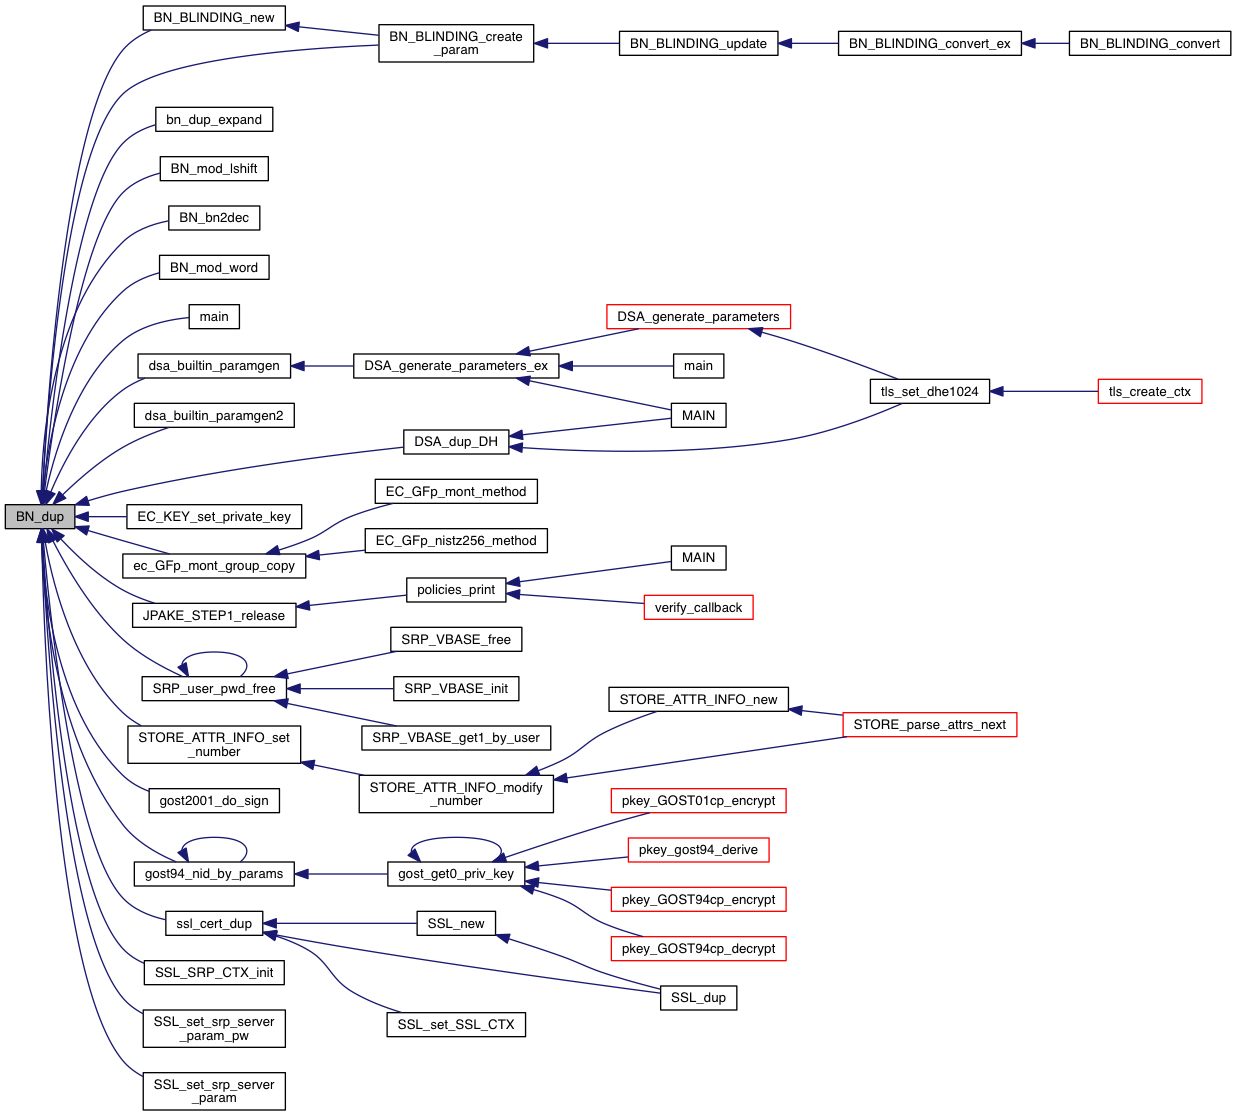 BN_BLINDING_new
BN_BLINDING_create
_param
BN_BLINDING_update
BN_BLINDING_convert_ex
BN_BLINDING_convert
bn_dup_expand
BN_mod_lshift
BN_bn2dec
BN_mod_word
main
DSA_generate_parameters
dsa_builtin_paramgen
DSA_generate_parameters_ex
main
tls_set_dhe1024
tls_create_ctx
dsa_builtin_paramgen2
MAIN
DSA_dup_DH
EC_GFp_mont_method
BN_dup
EC_KEY_set_private_key
EC_GFp_nistz256_method
ec_GFp_mont_group_copy
MAIN
policies_print
verify_callback
JPAKE_STEP1_release
SRP_VBASE_free
SRP_user_pwd_free
SRP_VBASE_init
STORE_ATTR_INFO_new
STORE_parse_attrs_next
SRP_VBASE_get1_by_user
STORE_ATTR_INFO_set
_number
STORE_ATTR_INFO_modify
_number
gost2001_do_sign
pkey_GOST01cp_encrypt
pkey_gost94_derive
gost94_nid_by_params
gost_get0_priv_key
pkey_GOST94cp_encrypt
ssl_cert_dup
SSL_new
pkey_GOST94cp_decrypt
SSL_SRP_CTX_init
SSL_dup
SSL_set_srp_server
_param_pw
SSL_set_SSL_CTX
SSL_set_srp_server
_param